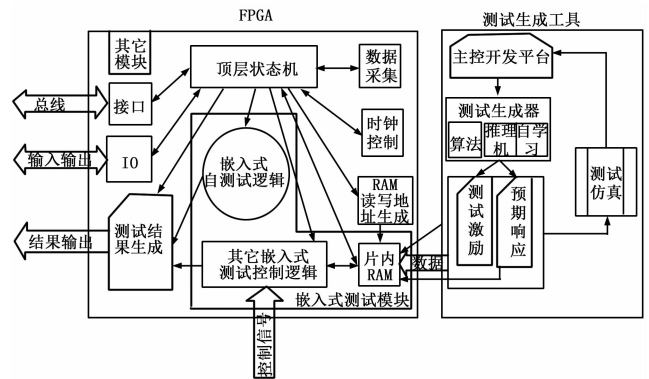 FPGA
测试生成工具
其它
模块
顶层状态机
数据
采集
主控开发平台
总线
接口
时钟
控制
测试生成器
算法
推理
机
自学
习
输入输出
IO
嵌入式
自测试逻辑
测试
仿真
RAM
读写地
址生成
测试激励
预期响应
结果输出
测试结
果生成
其它嵌入式
测试控制逻辑
片内
RAM
数据
嵌入式测试模块
控制信号